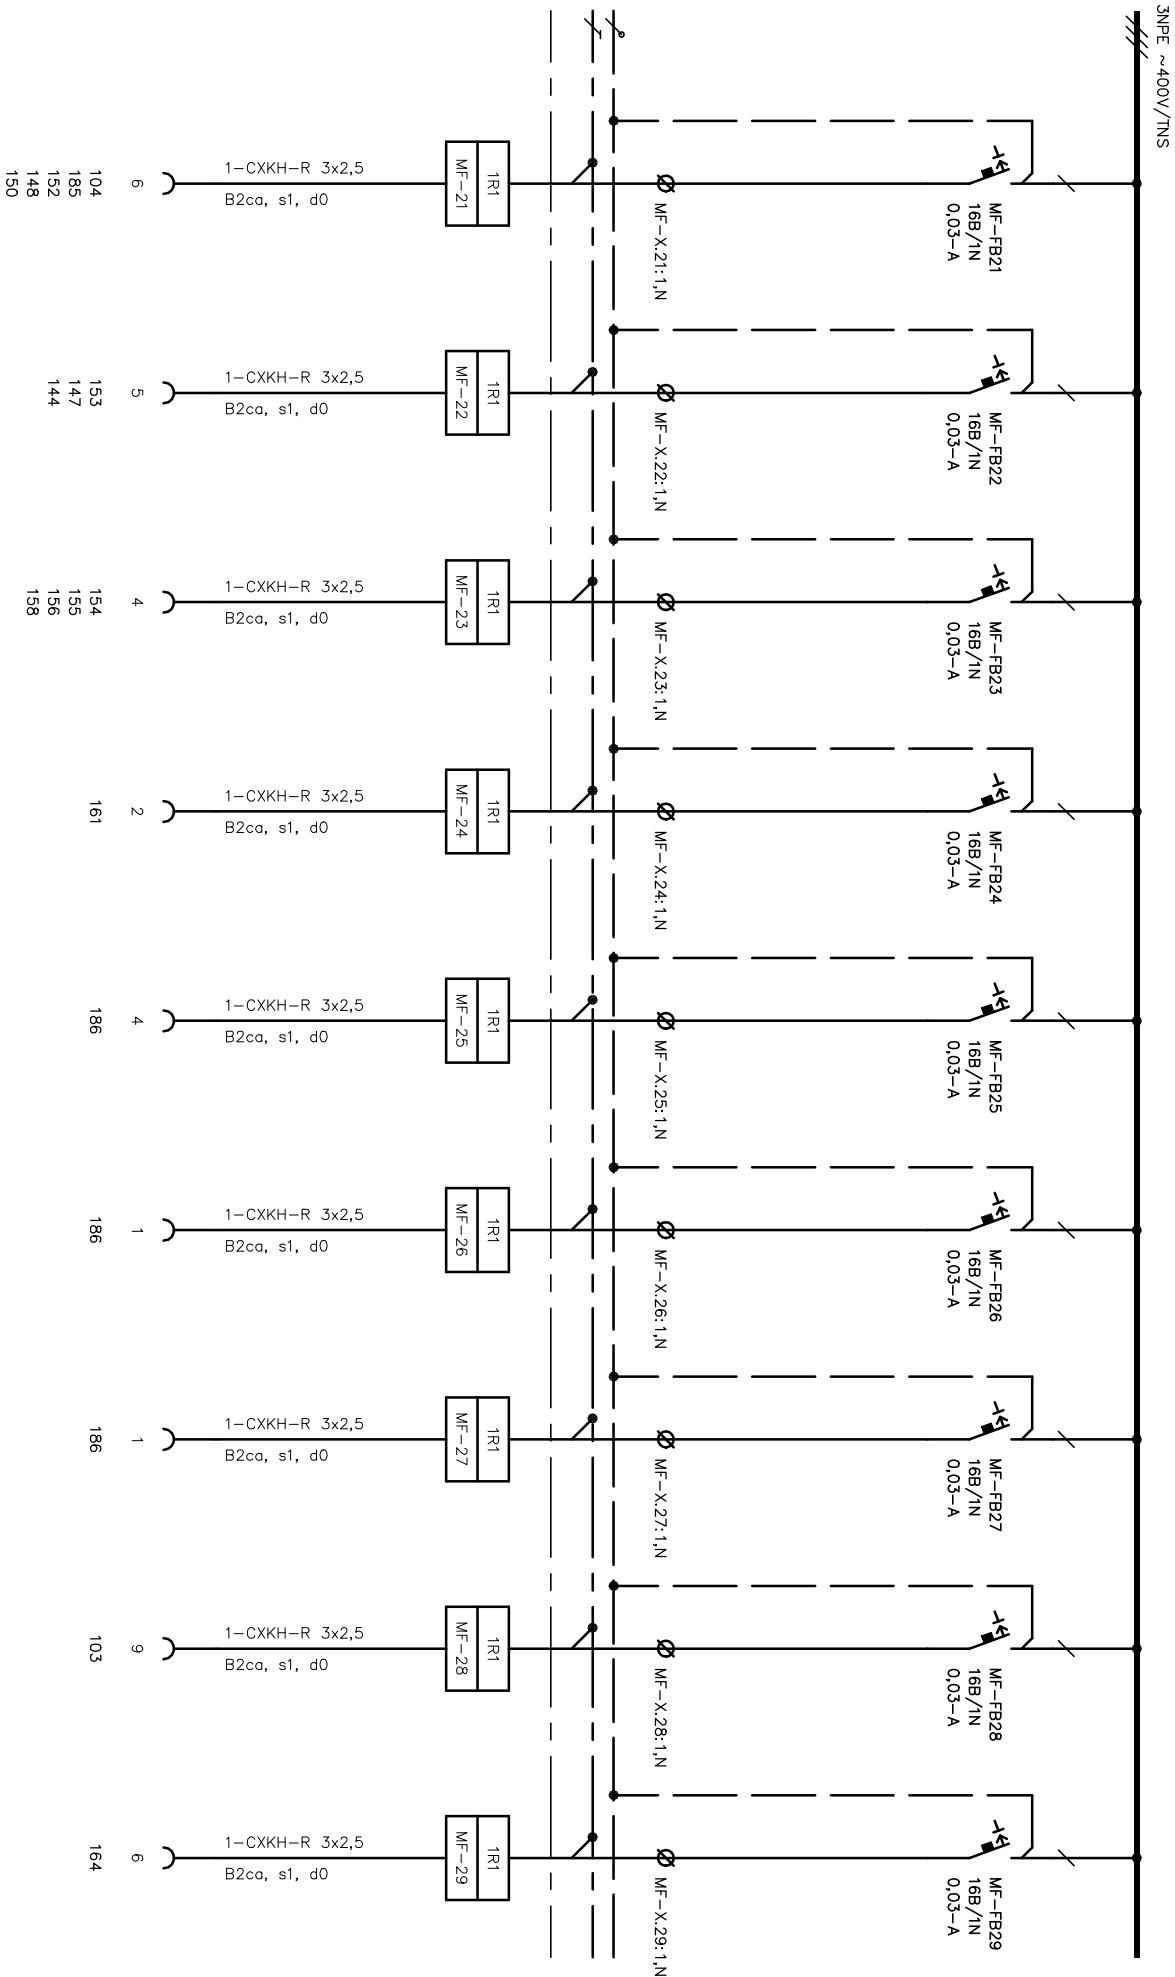 3NPE ~400V/TNS
MF-FB21
16B/1N
0,03-A
MF-X.21:1,N
1R1
MF-21
1-CXKH-R 3x2,5
B2ca, s1, d0
6
104
185
152
148
150
MF-FB22
16B/1N
0,03-A
MF-X.22:1,N
1R1
MF-22
1-CXKH-R 3x2,5
B2ca, s1, d0
5
153
147
144
MF-FB23
16B/1N
0,03-A
MF-X.23:1,N
1R1
MF-23
1-CXKH-R 3x2,5
B2ca, s1, d0
4
154
155
156
158
MF-FB24
16B/1N
0,03-A
MF-X.24:1,N
1R1
MF-24
1-CXKH-R 3x2,5
B2ca, s1, d0
2
161
MF-FB25
16B/1N
0,03-A
MF-X.25:1,N
1R1
MF-25
1-CXKH-R 3x2,5
B2ca, s1, d0
4
186
MF-FB26
16B/1N
0,03-A
MF-X.26:1,N
1R1
MF-26
1-CXKH-R 3x2,5
B2ca, s1, d0
1
186
MF-FB27
16B/1N
0,03-A
MF-X.27:1,N
1R1
MF-27
1-CXKH-R 3x2,5
B2ca, s1, d0
1
186
MF-FB28
16B/1N
0,03-A
MF-X.28:1,N
1R1
MF-28
1-CXKH-R 3x2,5
B2ca, s1, d0
9
103
MF-FB29
16B/1N
0,03-A
MF-X.29:1,N
1R1
MF-29
1-CXKH-R 3x2,5
B2ca, s1, d0
6
164